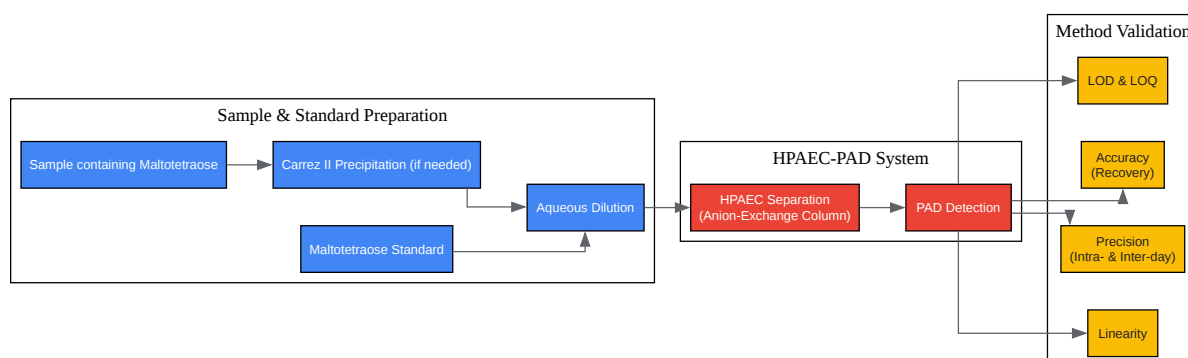 Sample & Standard Preparation
Sample containing Maltotetraose
Carrez II Precipitation (if needed)
Maltotetraose Standard
Aqueous Dilution
HPAEC-PAD System
HPAEC Separation
(Anion-Exchange Column)
PAD Detection
Method Validation
LOD & LOQ
Accuracy
(Recovery)
Precision
(Intra- & Inter-day)
Linearity